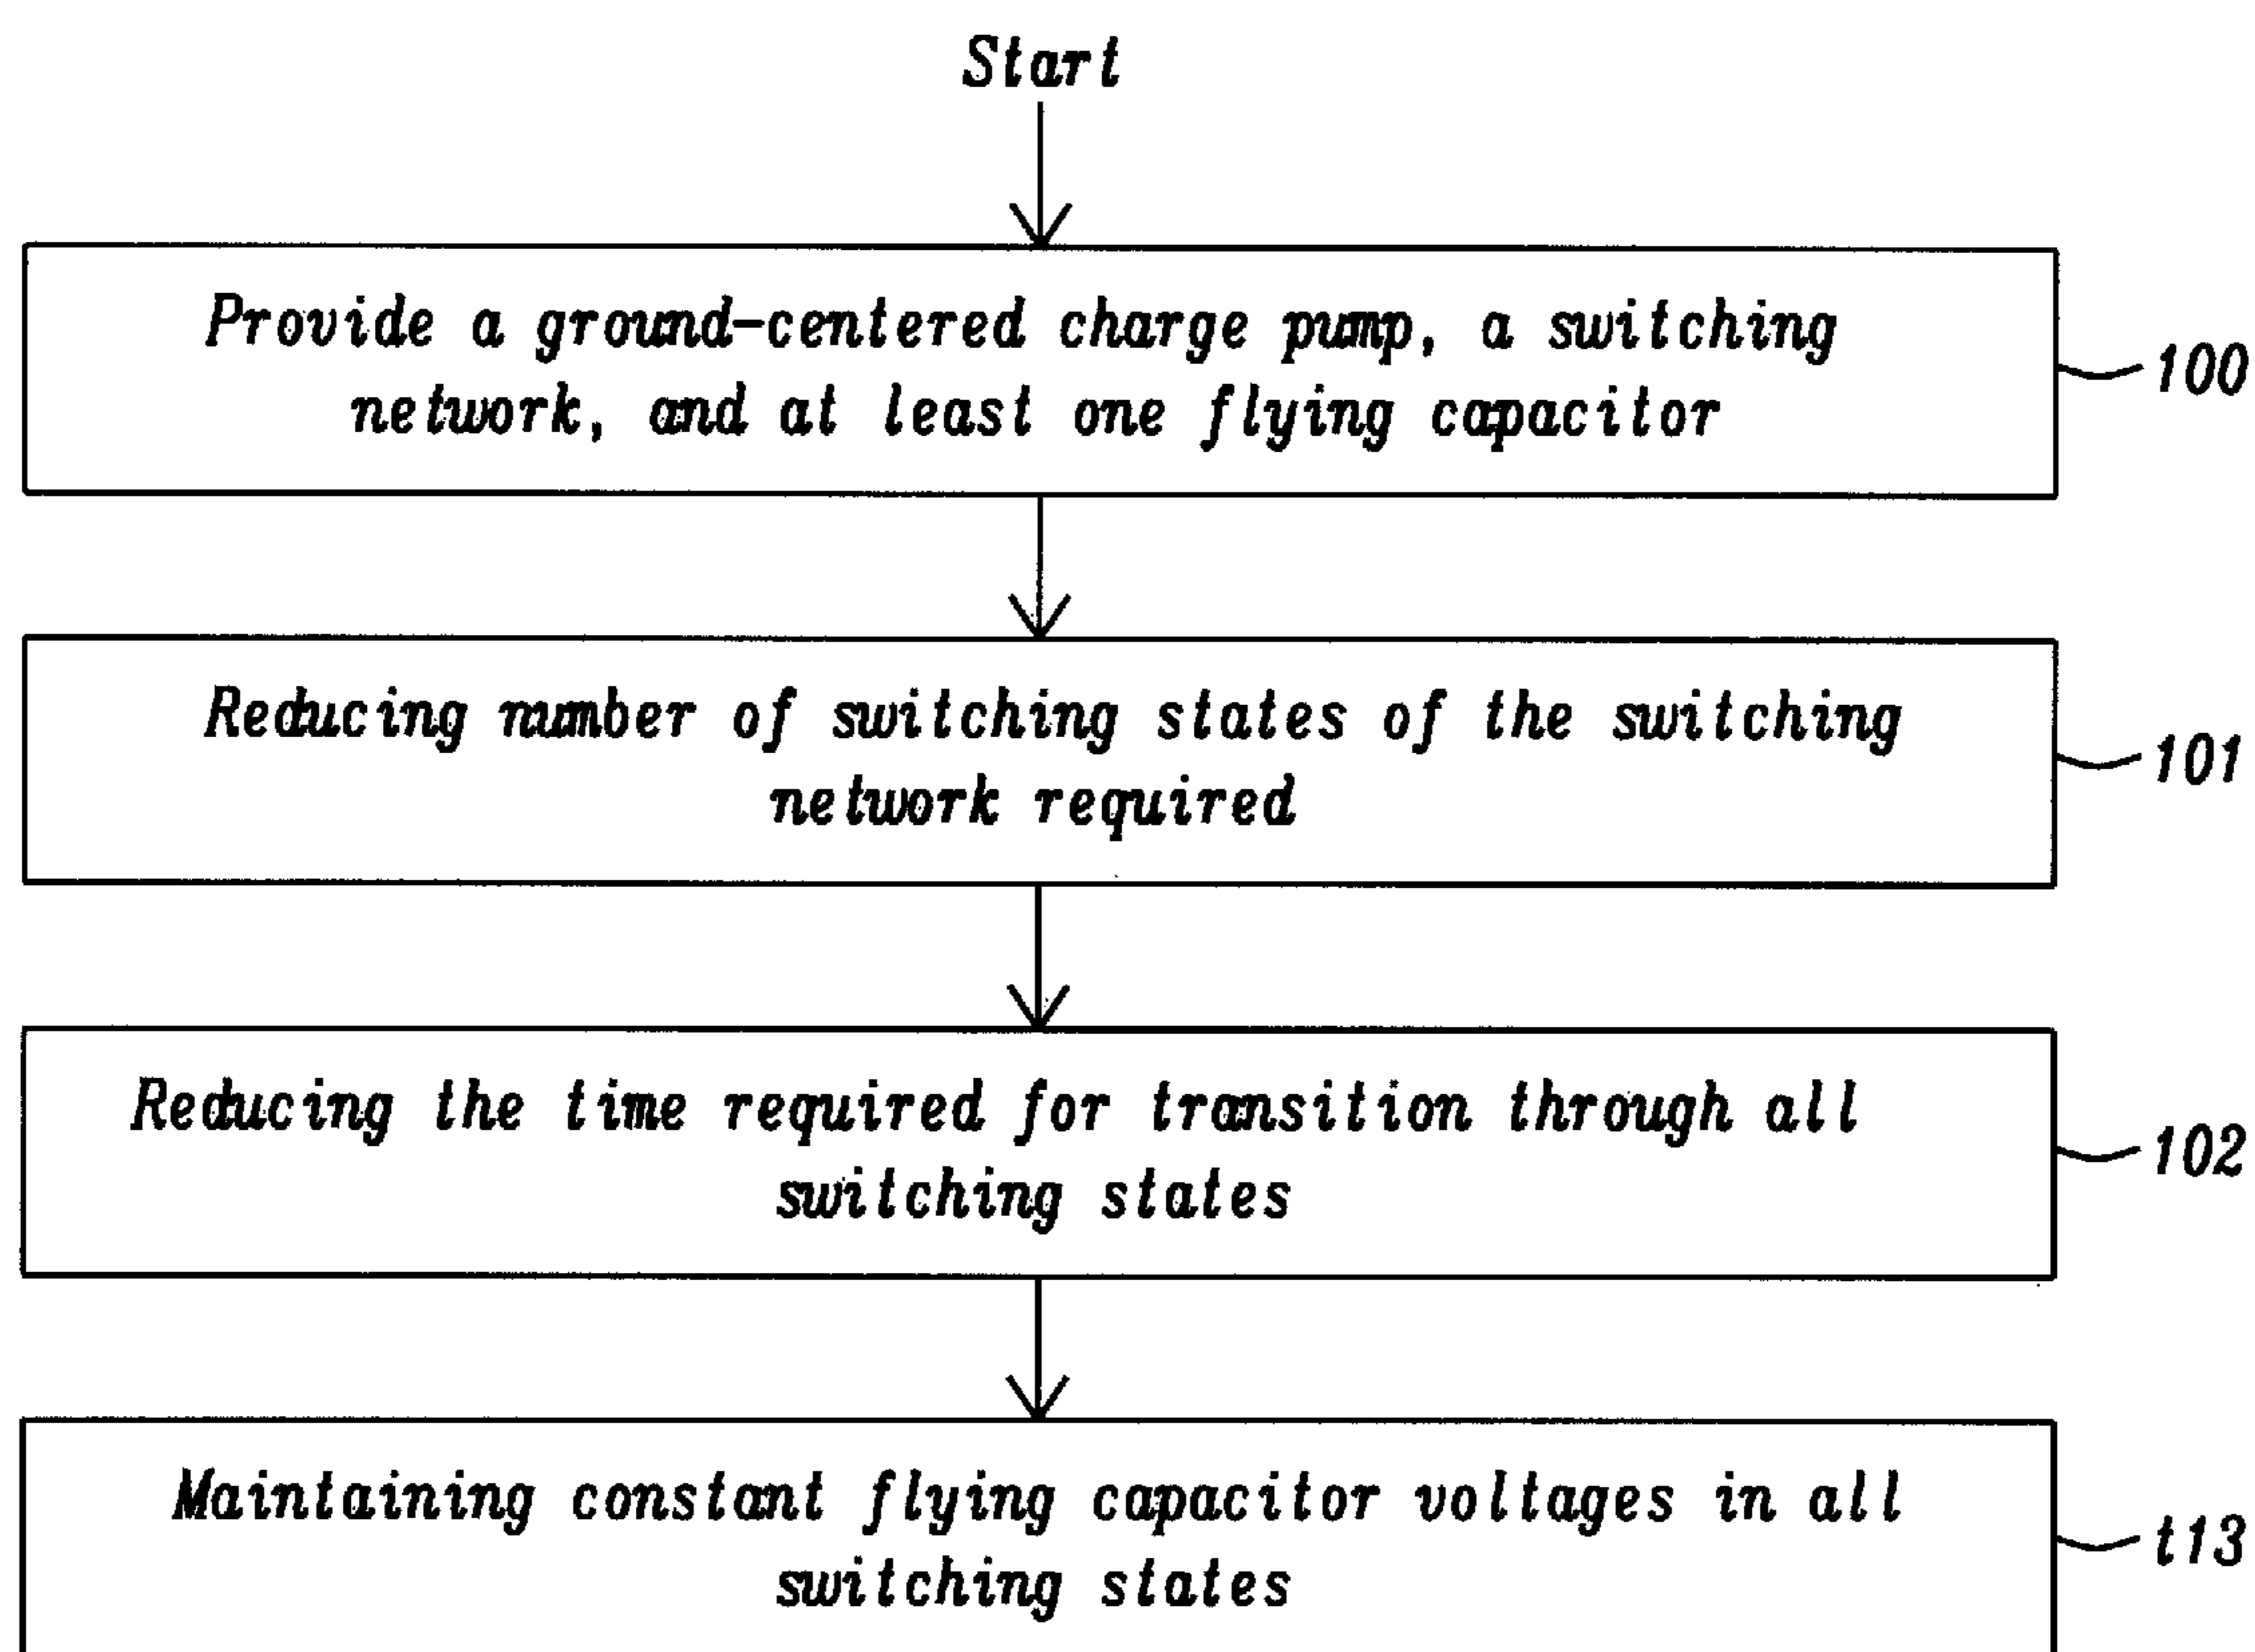 Start
Provide a ground-centered charge pump, a switching
network, and at least one flying capacitor
100
Reducing number of switching states of the switching
network required
101
Reducing the time required for transition through all
switching states
102
Maintaining constant flying capacitor voltages in all
switching states
t13